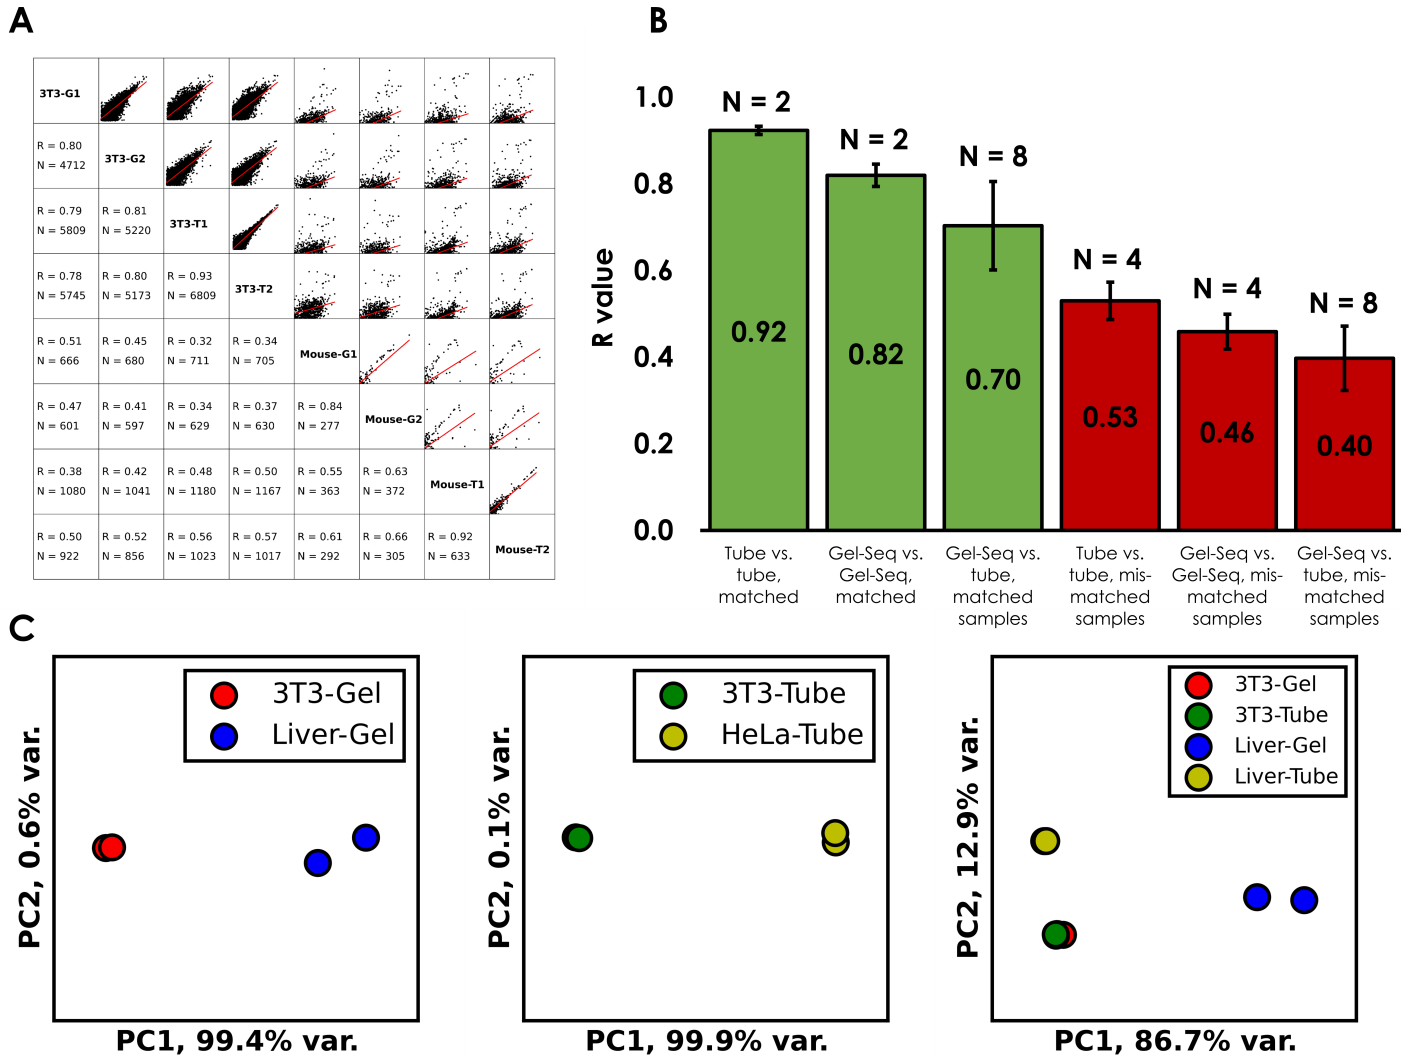 A
3T3-G1
R = 0.80
N = 4712
3T3-G2
R = 0.79
N = 5809
R = 0.81
N = 5220
3T3-T1
R = 0.78
N = 5745
R = 0.80
N = 5173
R = 0.93
N = 6809
3T3-T2
R = 0.51
N = 666
R = 0.45
N = 680
R = 0.32
N = 711
R = 0.34
N = 705
Mouse-G1
R = 0.47
N = 601
R = 0.41
N = 597
R = 0.34
N = 629
R = 0.37
N = 630
R = 0.84
N = 277
Mouse-G2
R = 0.38
N = 1080
R = 0.42
N = 1041
R = 0.48
N = 1180
R = 0.50
N = 1167
R = 0.55
N = 363
R = 0.63
N = 372
Mouse-T1
R = 0.50
N = 922
R = 0.52
N = 856
R = 0.56
N = 1023
R = 0.57
N = 1017
R = 0.61
N = 292
R = 0.66
N = 305
R = 0.92
N = 633
Mouse-T2
B
R value
1.0
0.8
0.6
0.4
0.2
0.0
N = 2
N = 2
N = 8
N = 4
N = 4
N = 8
0.92
0.82
0.70
0.53
0.46
0.40
Tube vs.
tube,
matched
Gel-Seq vs.
Gel-Seq,
matched
Gel-Seq vs.
tube,
matched
samples
Tube vs.
tube, mis-
matched
samples
Gel-Seq vs.
Gel-Seq, mis-
matched
samples
Gel-Seq vs.
tube, mis-
matched
samples
C
3T3-Gel
Liver-Gel
PC2, 0.6% var.
PC1, 99.4% var.
3T3-Tube
HeLa-Tube
PC2, 0.1% var.
PC1, 99.9% var.
3T3-Gel
3T3-Tube
Liver-Gel
Liver-Tube
PC2, 12.9% var.
PC1, 86.7% var.